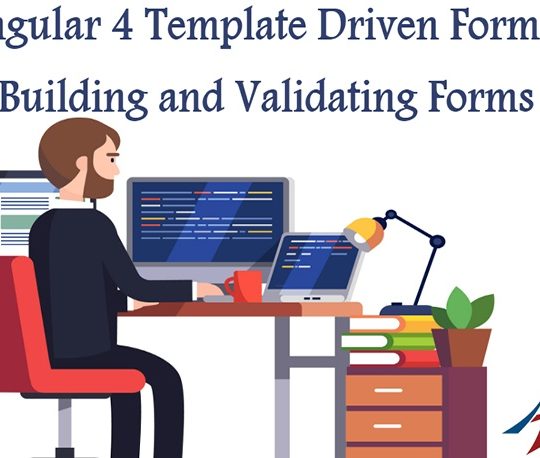 ngular 4 Template Driven Form
Building and Validating Forms